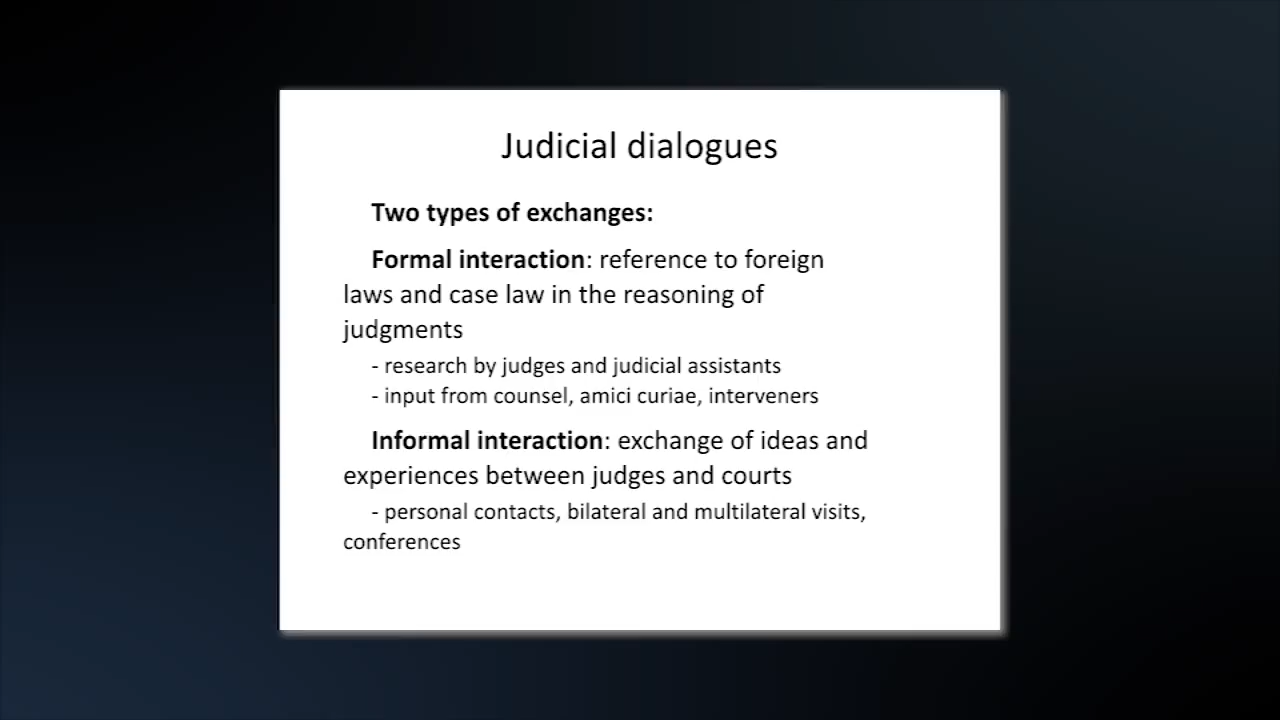 Judicial dialogues
Two types of exchanges:
Formal interaction: reference to foreign
laws and case law in the reasoning of
judgments
- research by judges and judicial assistants
- input from counsel, amici curiae, interveners
Informal interaction: exchange of ideas and
experiences between judges and courts
- personal contacts, bilateral and multilateral visits,
conferences